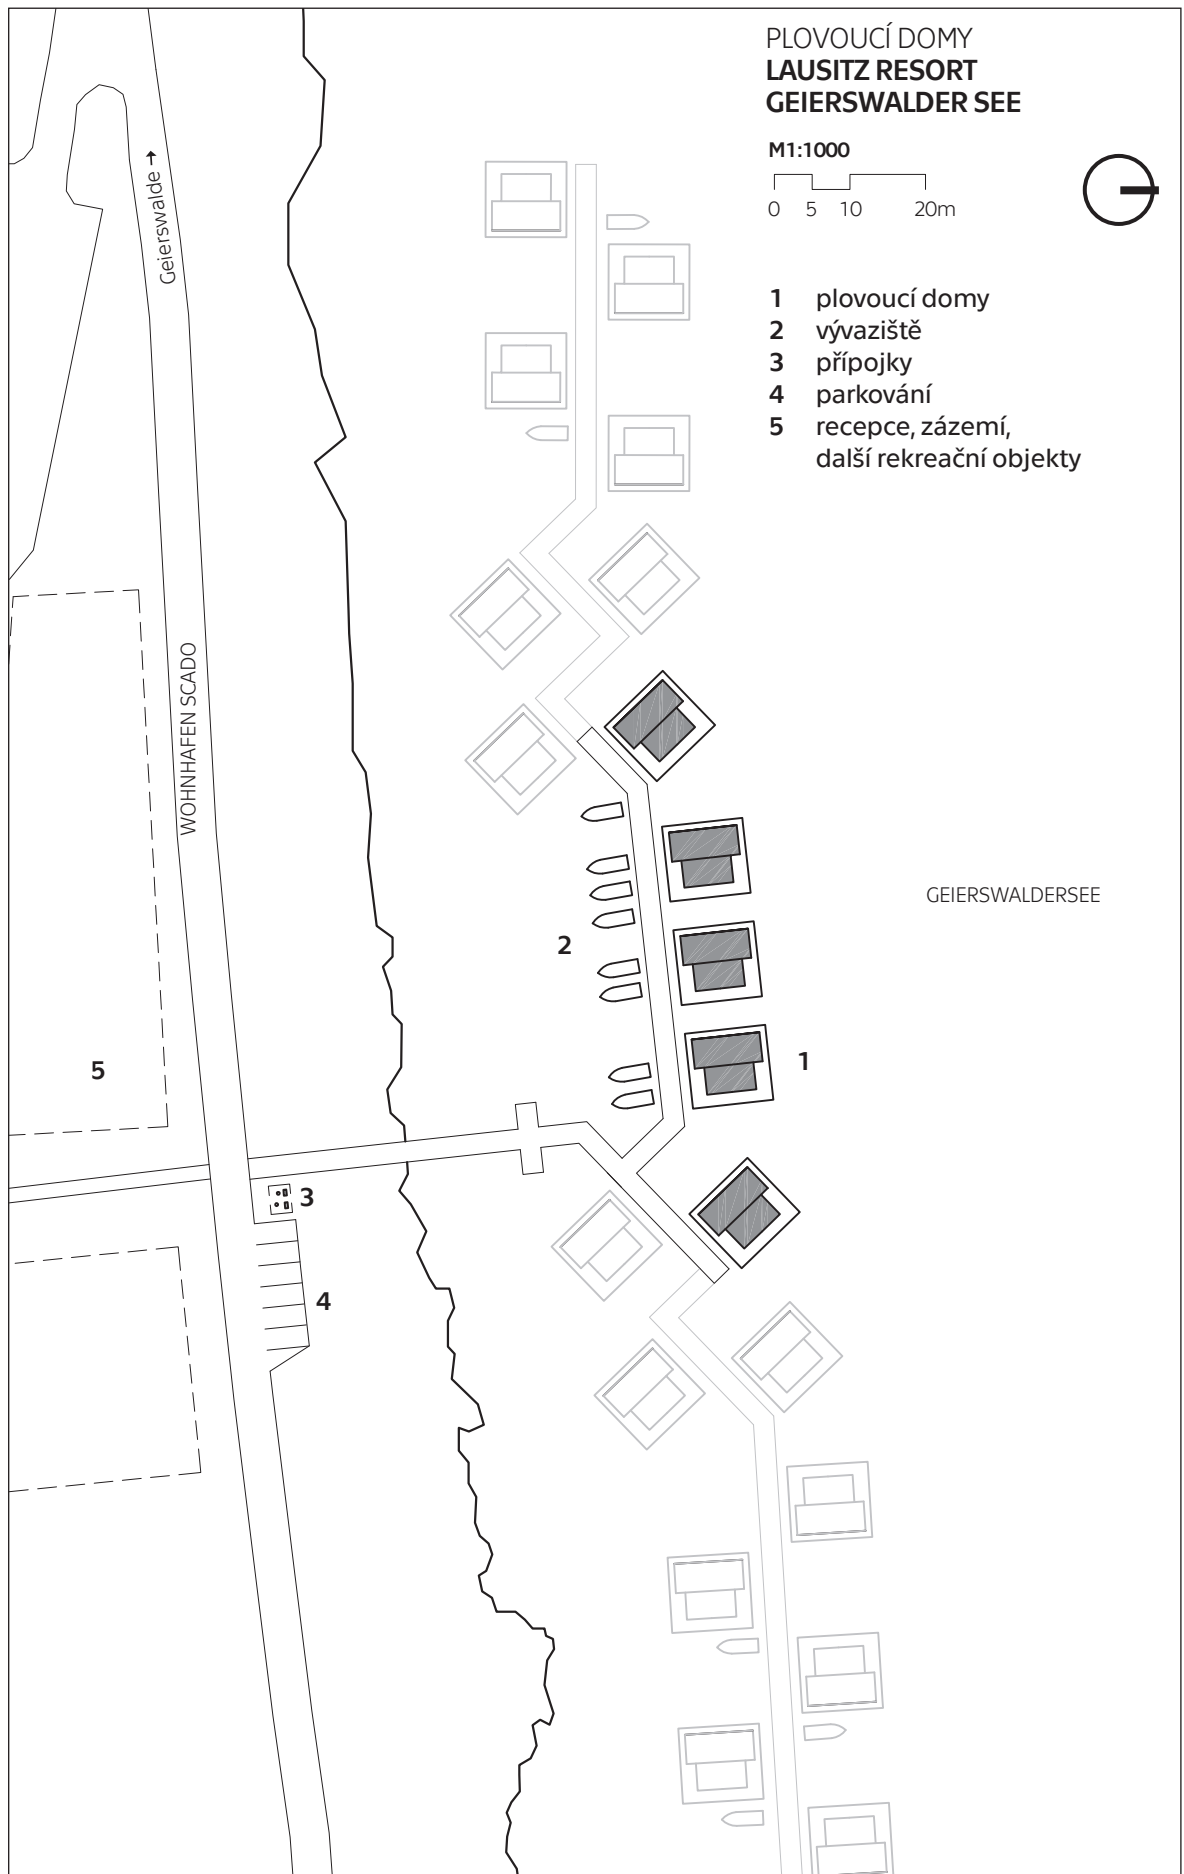 PLOVOUCÍ DOMY
LAUSITZ RESORT
GEIERSWALDER SEE
M1:1000
0 5 10 20m
1 plovoucí domy
2 vývaziště
3 přípojky
4 parkování
5 recepce, zázemí,
další rekreační objekty
Geierswalde →
WOHNHAFEN SCADO
GEIERSWALDERSEE
2
1
5
3
4